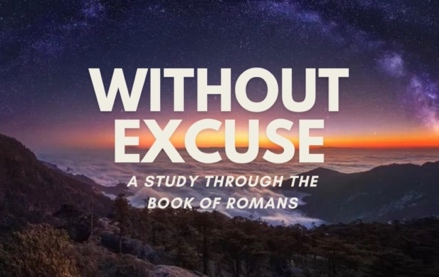 WITHOUT
EXCUSE
A STUDY THROUGH THE
BOOK OF ROMANS